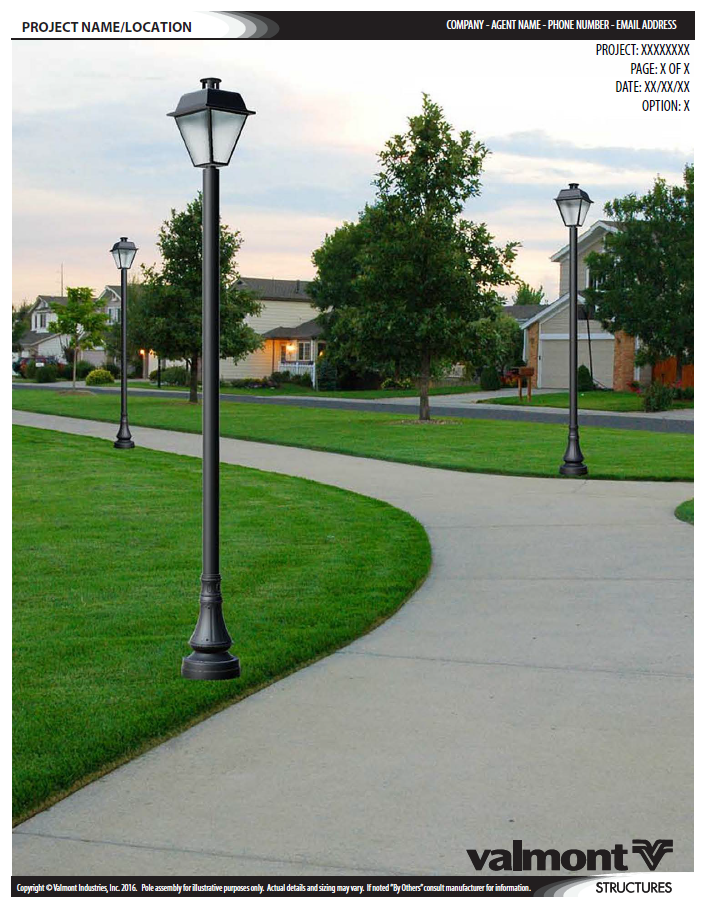 PROJECT NAME/LOCATION
COMPANY - AGENT NAME - PHONE NUMBER - EMAIL ADDRESS
PROJECT: XXXXXXXX
PAGE: X OF X
DATE: XX/XX/XX
OPTION: X
valmont
Copyright © Valmont Industries, Inc. 2016. Pole assembly for illustrative purposes only. Actual details and sizing may vary. If noted "By Others" consult manufacturer for information.
STRUCTURES